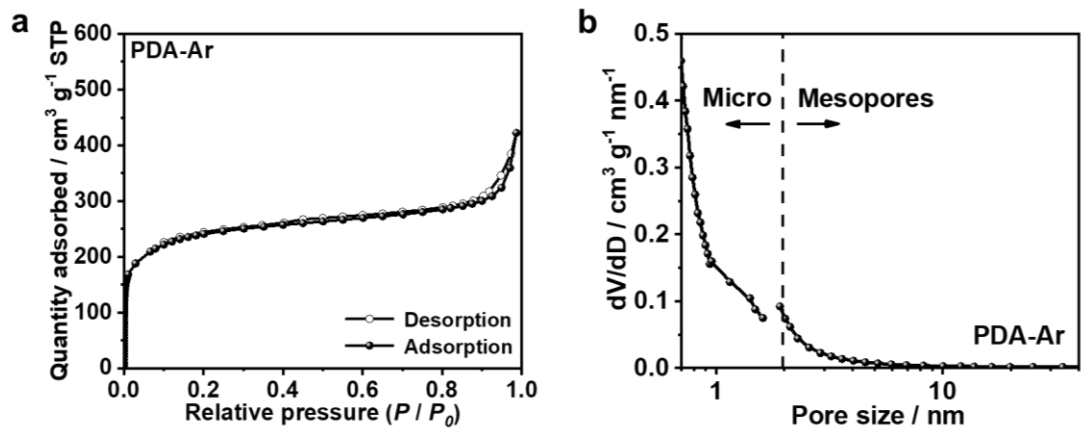 a
Quantity adsorbed / cm³ g⁻¹ STP
600
500
400
300
200
100
0
PDA-Ar
Desorption
Adsorption
0.0 0.2 0.4 0.6 0.8 1.0
Relative pressure (P / P₀)
b
dV/dD / cm³ g⁻¹ nm⁻¹
0.5
0.4
0.3
0.2
0.1
0.0
Micro Mesopores
PDA-Ar
1 10
Pore size / nm